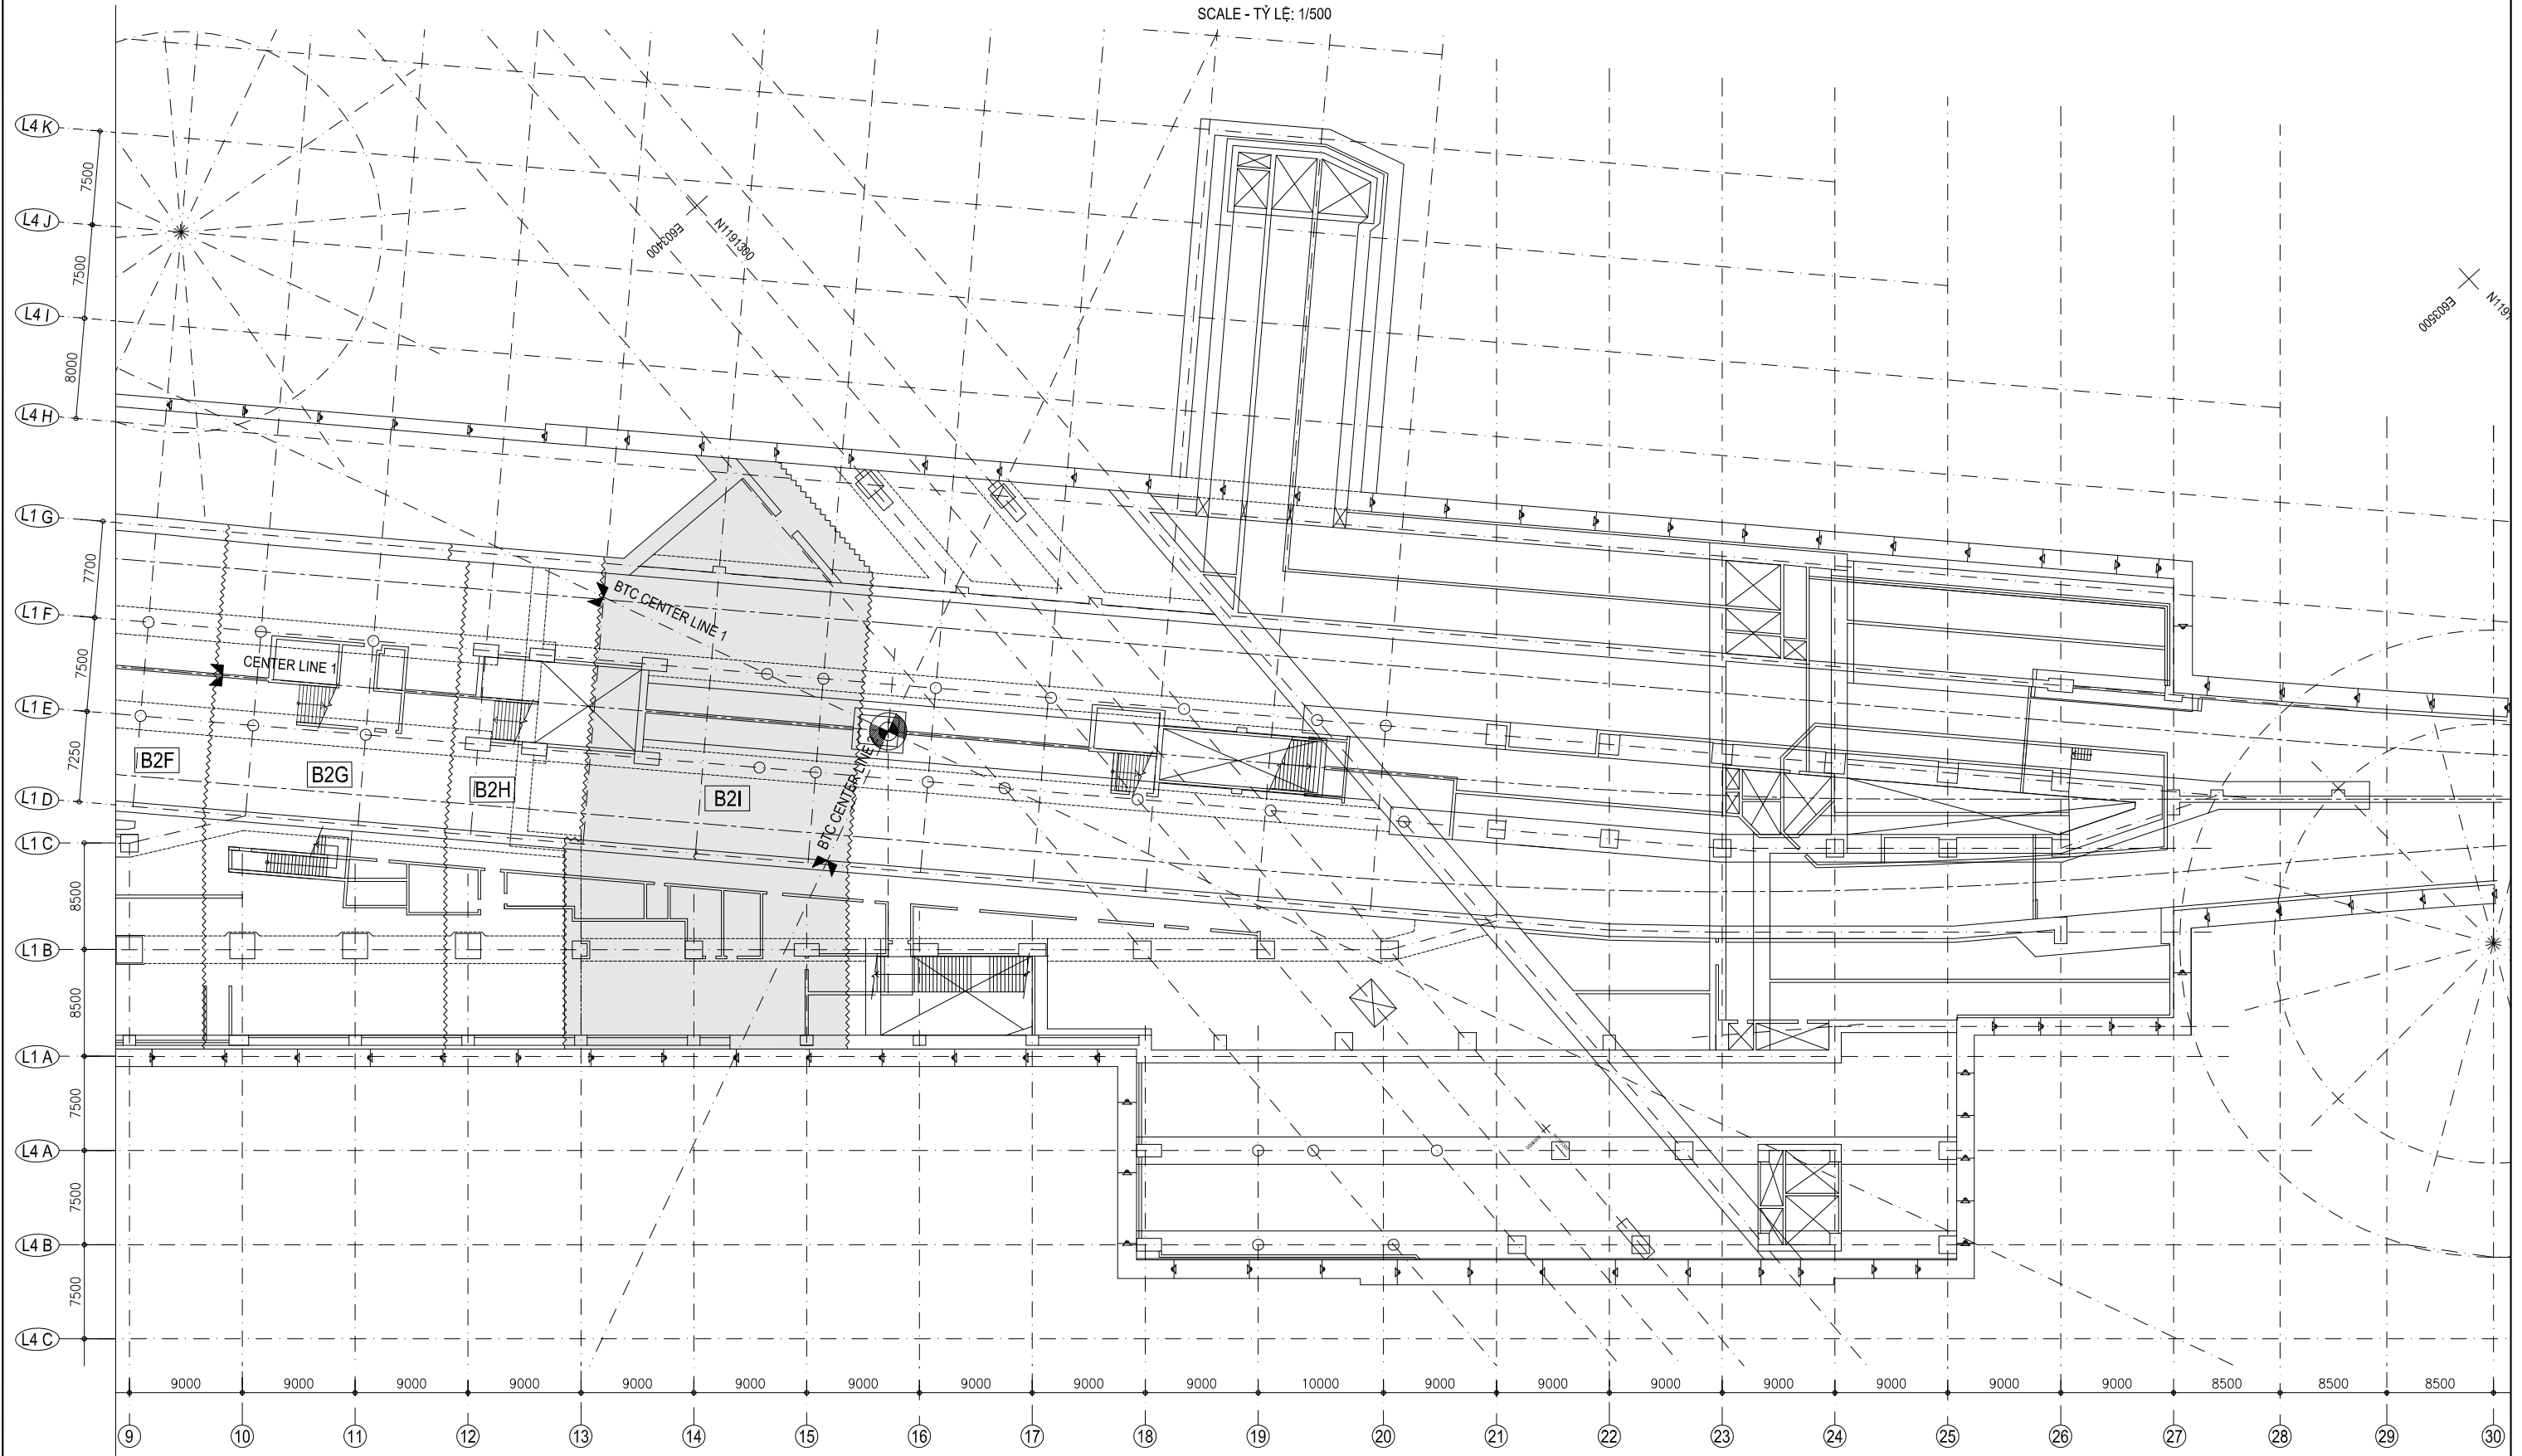 SCALE - TỶ LỆ: 1/500
L4 K
7500
L4 J
7500
L4 I
8000
L4 H
L1 G
7700
L1 F
7500
L1 E
7250
L1 D
L1 C
8500
L1 B
8500
L1 A
7500
L4 A
7500
L4 B
7500
L4 C
E603400
N1191300
E603500
BTC CENTER LINE 1
CENTER LINE 1
BTC CENTER LINE 2
B2F
B2G
B2H
B2I
9000 9000 9000 9000 9000 9000 9000 9000 9000 9000 10000 9000 9000 9000 9000 9000 9000 9000 8500 8500 8500
9 10 11 12 13 14 15 16 17 18 19 20 21 22 23 24 25 26 27 28 29 30